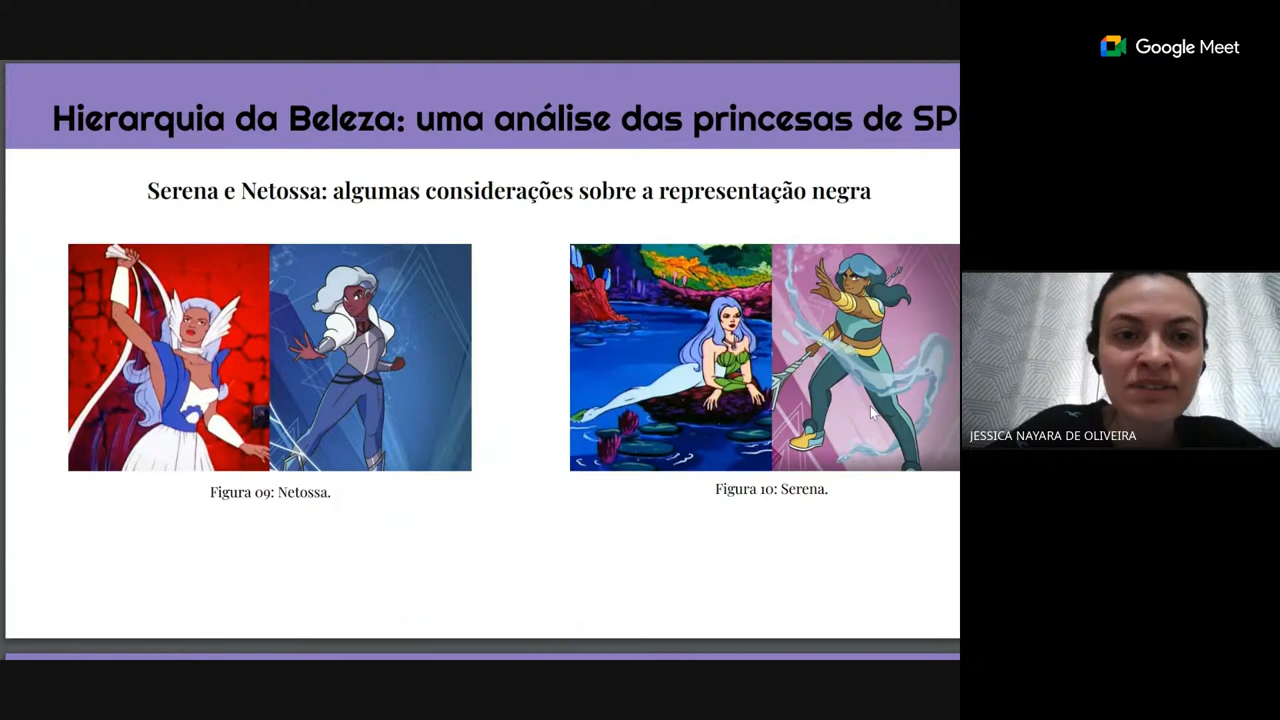 Google Meet
Hierarquia da Beleza: uma análise das princesas de
Serena e Netossa: algumas considerações sobre a representação negra
Figura 09: Netossa.
Figura 10: Serena.
JESSICA NAYARA DE OLIVEIRA